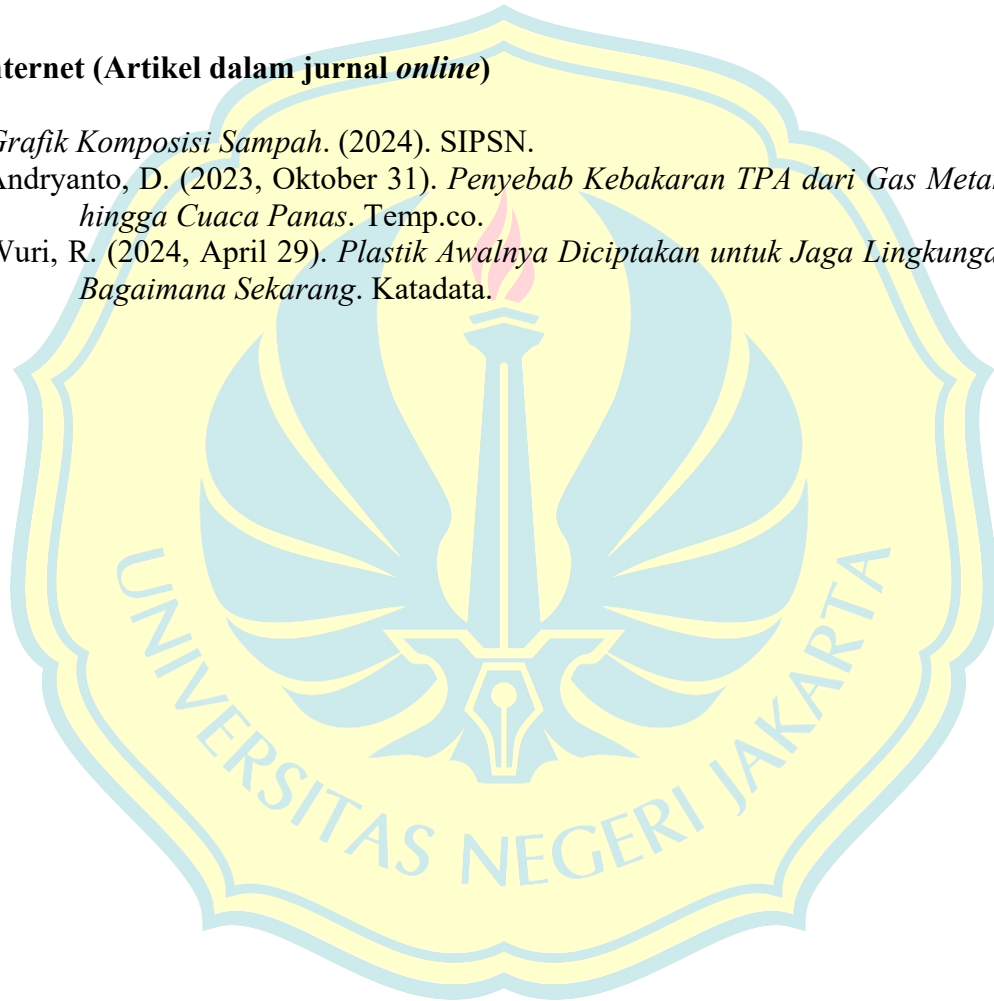 nternet (Artikel dalam jurnal online)
Grafik Komposisi Sampah. (2024). SIPSN.
Andryanto, D. (2023, Oktober 31). Penyebab Kebakaran TPA dari Gas Metan
hingga Cuaca Panas. Temp.co.
Wuri, R. (2024, April 29). Plastik Awalnya Diciptakan untuk Jaga Lingkunga
Bagaimana Sekarang. Katadata.
UNIVERSITAS NEGERI JAKARTA